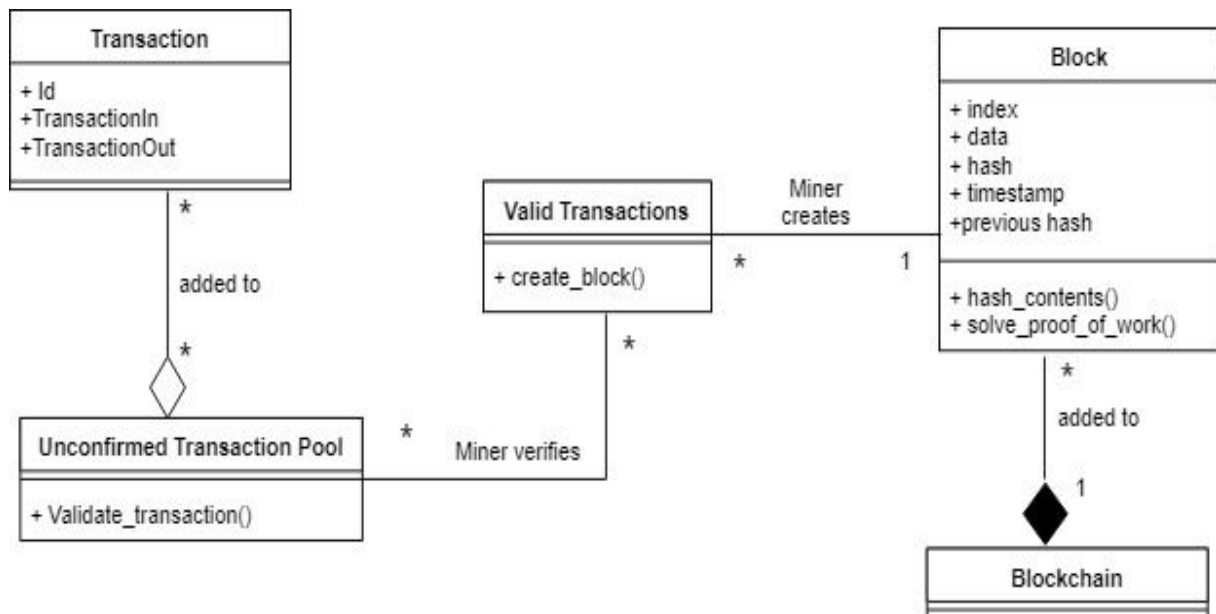 Transaction
+ Id
+TransactionIn
+TransactionOut
*
added to
*
Unconfirmed Transaction Pool
+ Validate_transaction()
*
Miner verifies
*
Valid Transactions
+ create_block()
Miner
creates
*
1
Block
+ index
+ data
+ hash
+ timestamp
+previous hash
+ hash_contents()
+ solve_proof_of_work()
*
added to
1
Blockchain